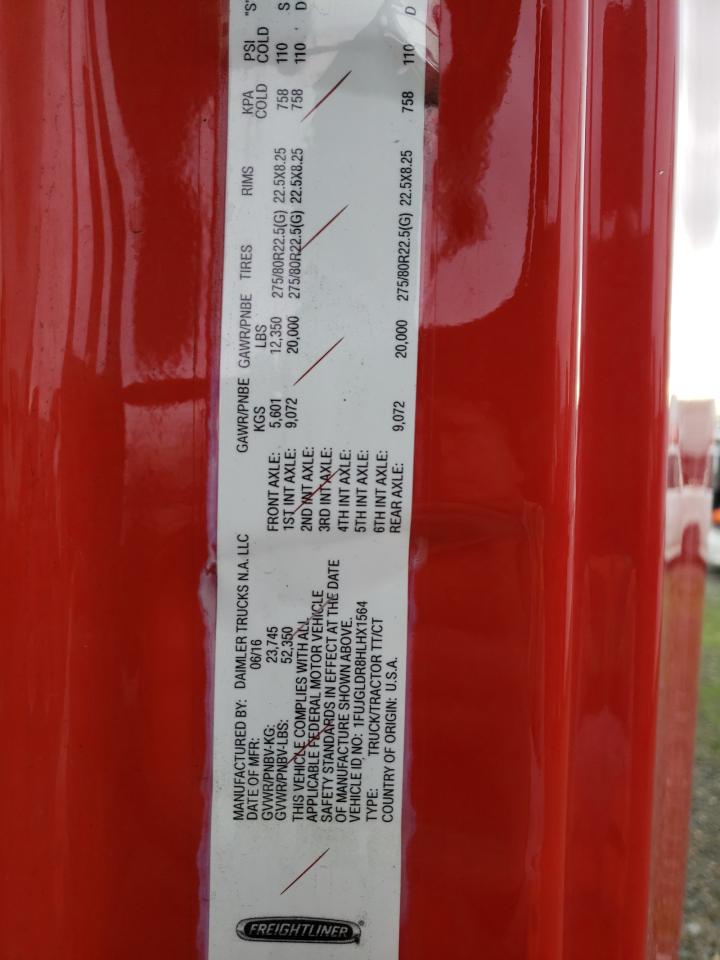 FREIGHTLINER
MANUFACTURED BY: DAIMLER TRUCKS N.A. LLC
DATE OF MFR: 06/16
GVWR/PNBV-KG: 23,745
GVWR/PNBV-LBS: 52,350
THIS VEHICLE COMPLIES WITH ALL
APPLICABLE FEDERAL MOTOR VEHICLE
SAFETY STANDARDS IN EFFECT AT THE DATE
OF MANUFACTURE SHOWN ABOVE.
VEHICLE ID NO: 1FUJGLDR8HLHX1564
TYPE: TRUCK/TRACTOR TT/CT
COUNTRY OF ORIGIN: U.S.A.
GAWR/PNBE GAWR/PNBE TIRES RIMS KPA PSI "S"
KGS LBS COLD COLD
FRONT AXLE: 5,601 12,350 275/80R22.5(G) 22.5X8.25 758 110 S
1ST INT AXLE: 9,072 20,000 275/80R22.5(G) 22.5X8.25 758 110 D
2ND INT AXLE:
3RD INT AXLE:
4TH INT AXLE:
5TH INT AXLE:
6TH INT AXLE:
REAR AXLE: 9,072 20,000 275/80R22.5(G) 22.5X8.25 758 110 D